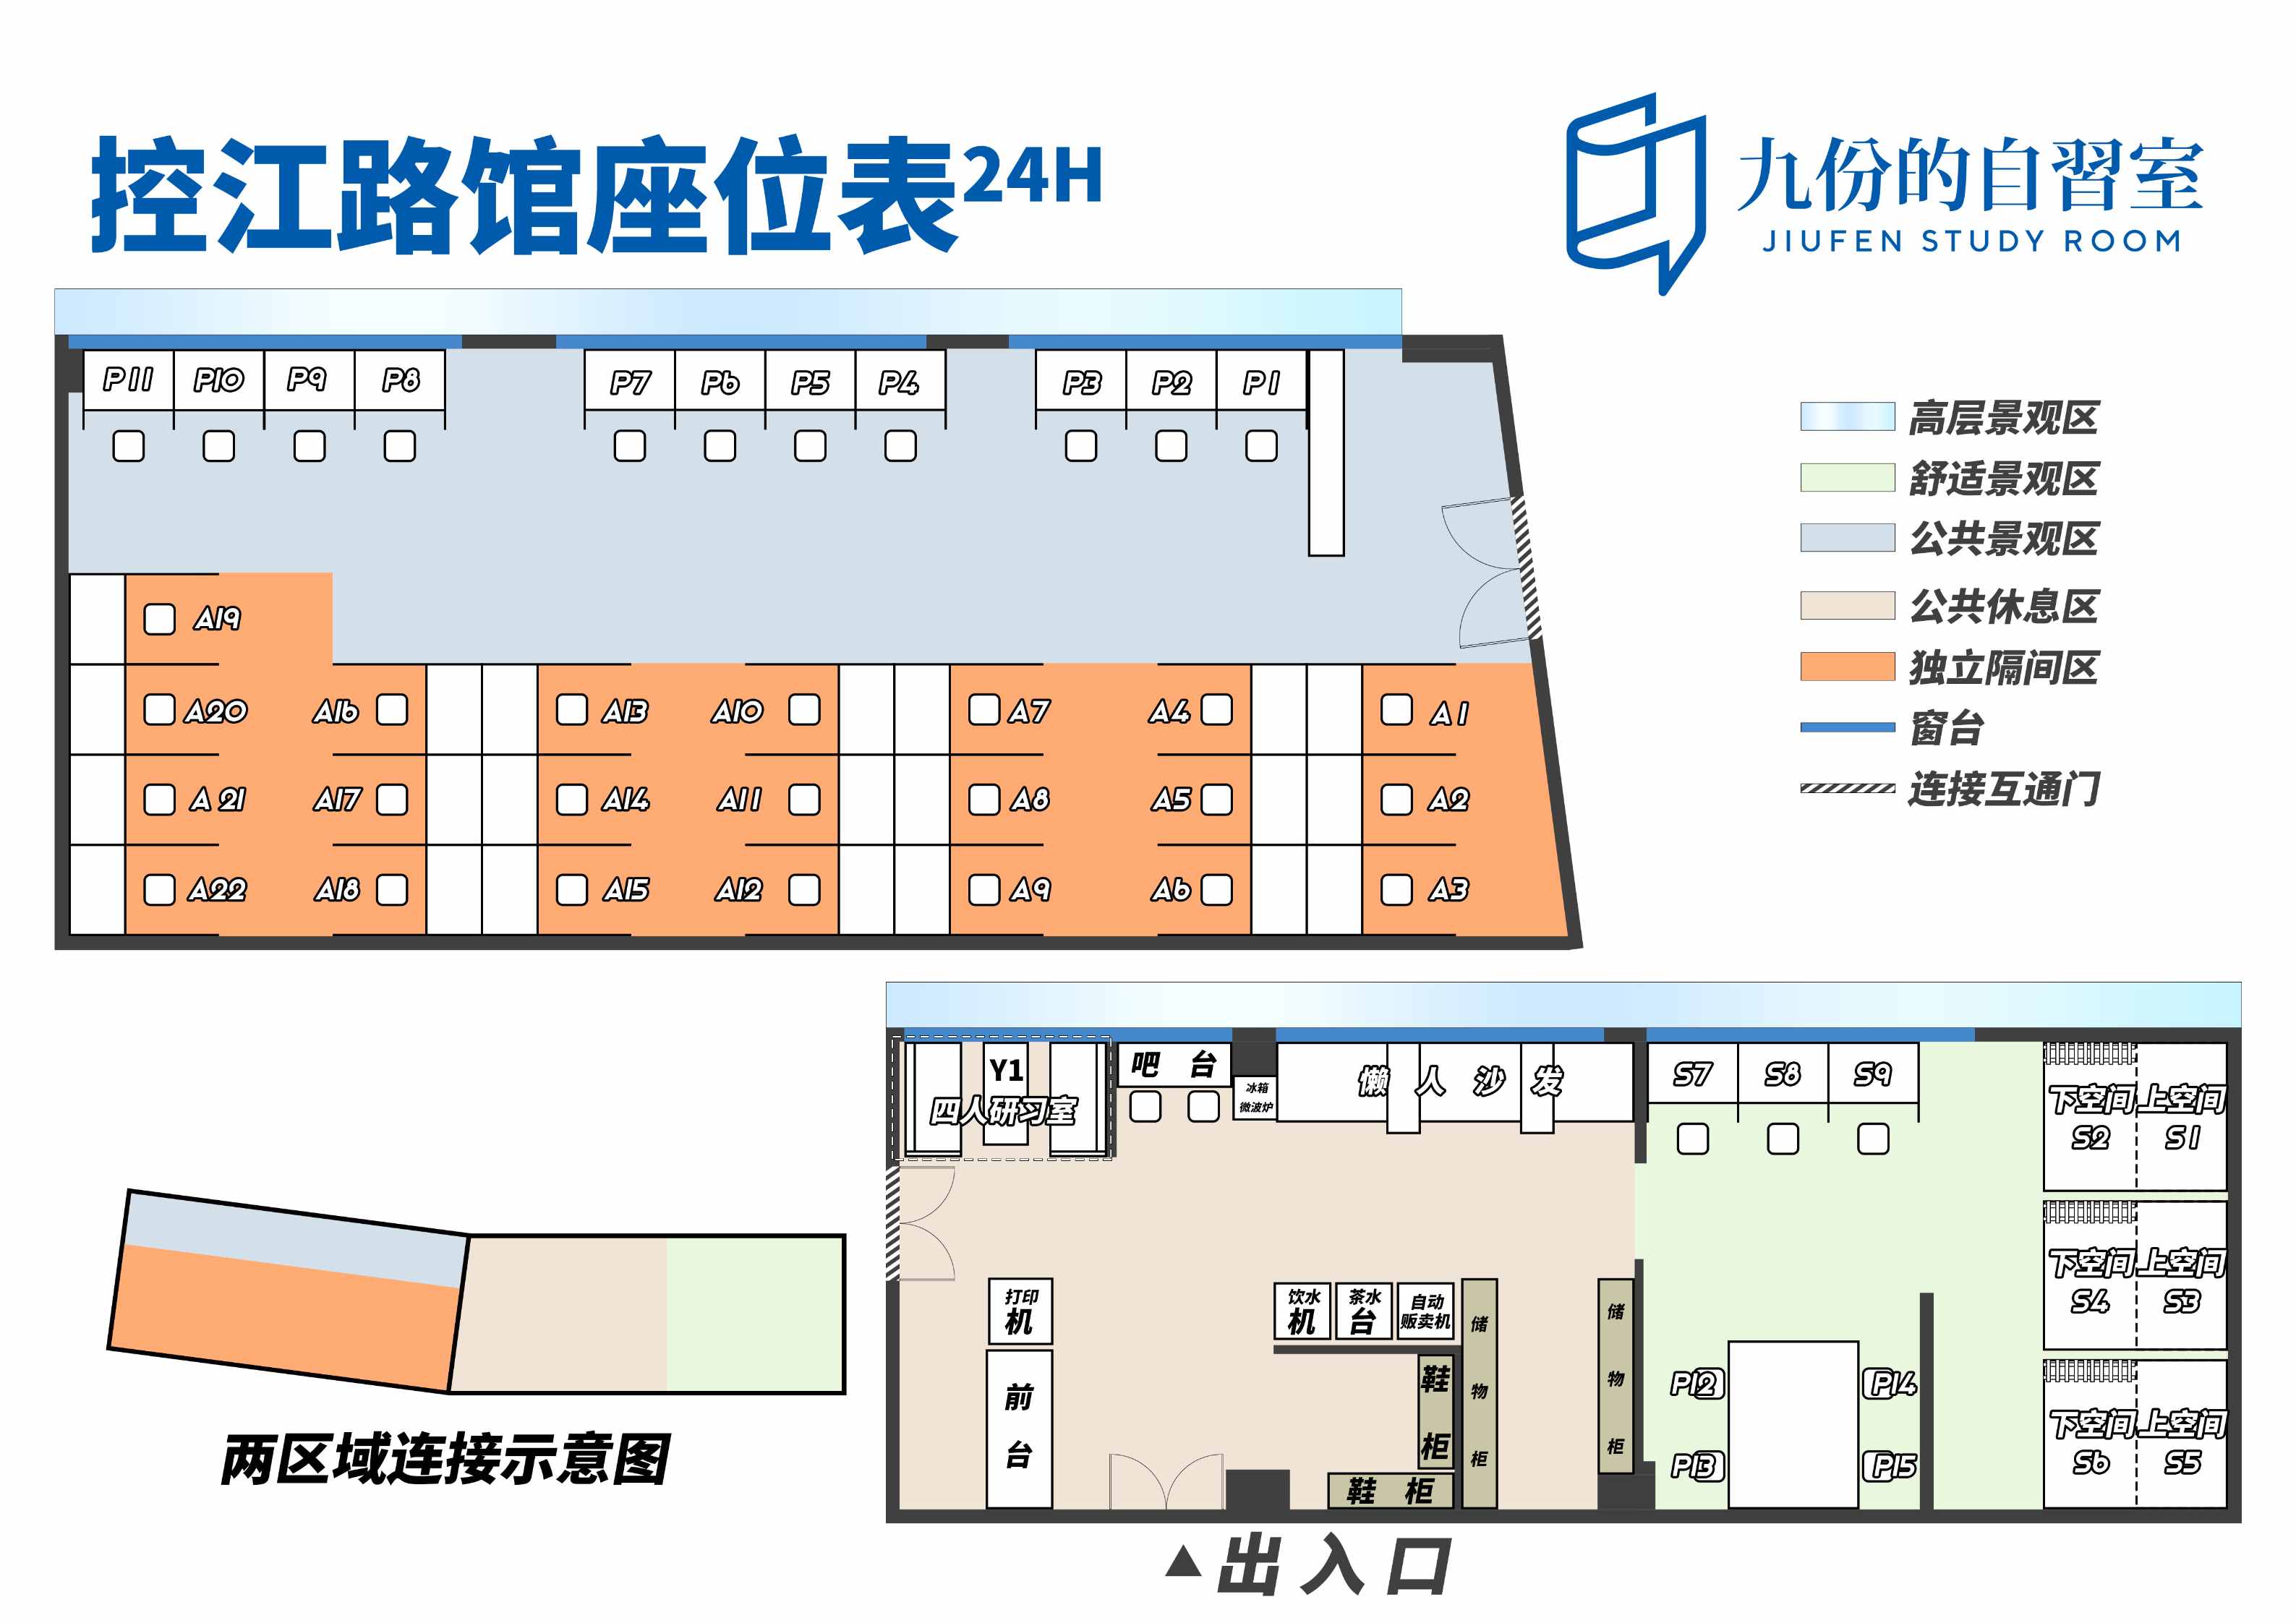 控江路馆座位表24H
九份的自習室
JIUFEN STUDY ROOM
P11 P10 P9 P8 P7 P6 P5 P4 P3 P2 P1
高层景观区
舒适景观区
公共景观区
公共休息区
独立隔间区
窗台
连接互通门
A19
A20 A16 A13 A10 A7 A4 A1
A21 A17 A14 A11 A8 A5 A2
A22 A18 A15 A12 A9 A6 A3
Y1
四人研习室
吧 台
冰箱
微波炉
懒 人 沙 发
S7 S8 S9
下空间 上空间
S2 S1
下空间 上空间
S4 S3
下空间 上空间
S6 S5
打印
机
前
台
饮水
机
茶水
台
自动
贩卖机
储
物
柜
储
物
柜
鞋
柜
鞋 柜
P12 P14
P13 P15
两区域连接示意图
出入口